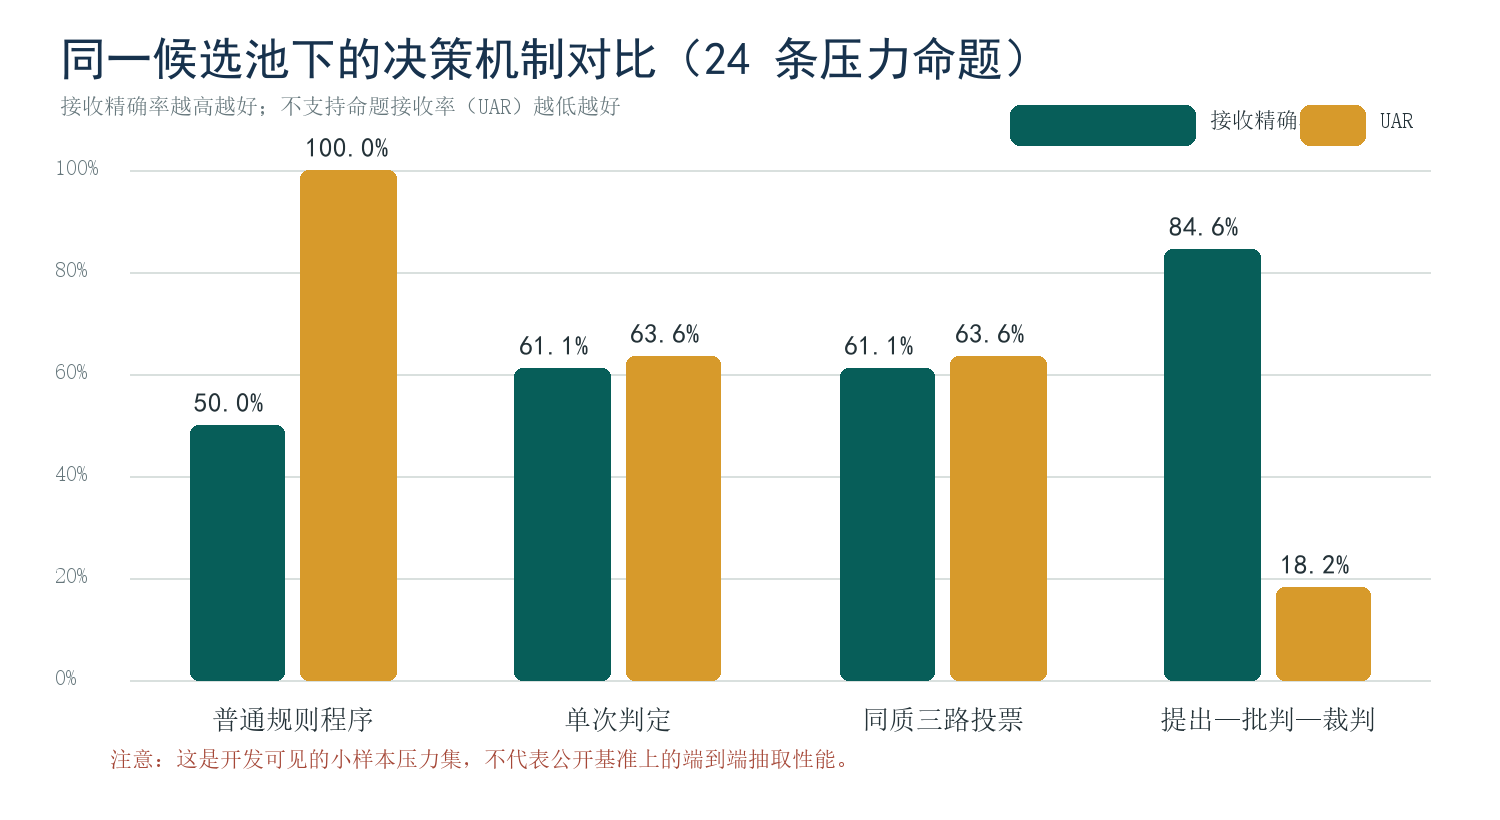 同一候选池下的决策机制对比（24 条压力命题）
接收精确率越高越好；不支持命题接收率（UAR）越低越好
接收精确
UAR
100%
80%
60%
40%
20%
0%
50.0%
100.0%
61.1%
63.6%
61.1%
63.6%
84.6%
18.2%
普通规则程序
单次判定
同质三路投票
提出—批判—裁判
注意：这是开发可见的小样本压力集，不代表公开基准上的端到端抽取性能。